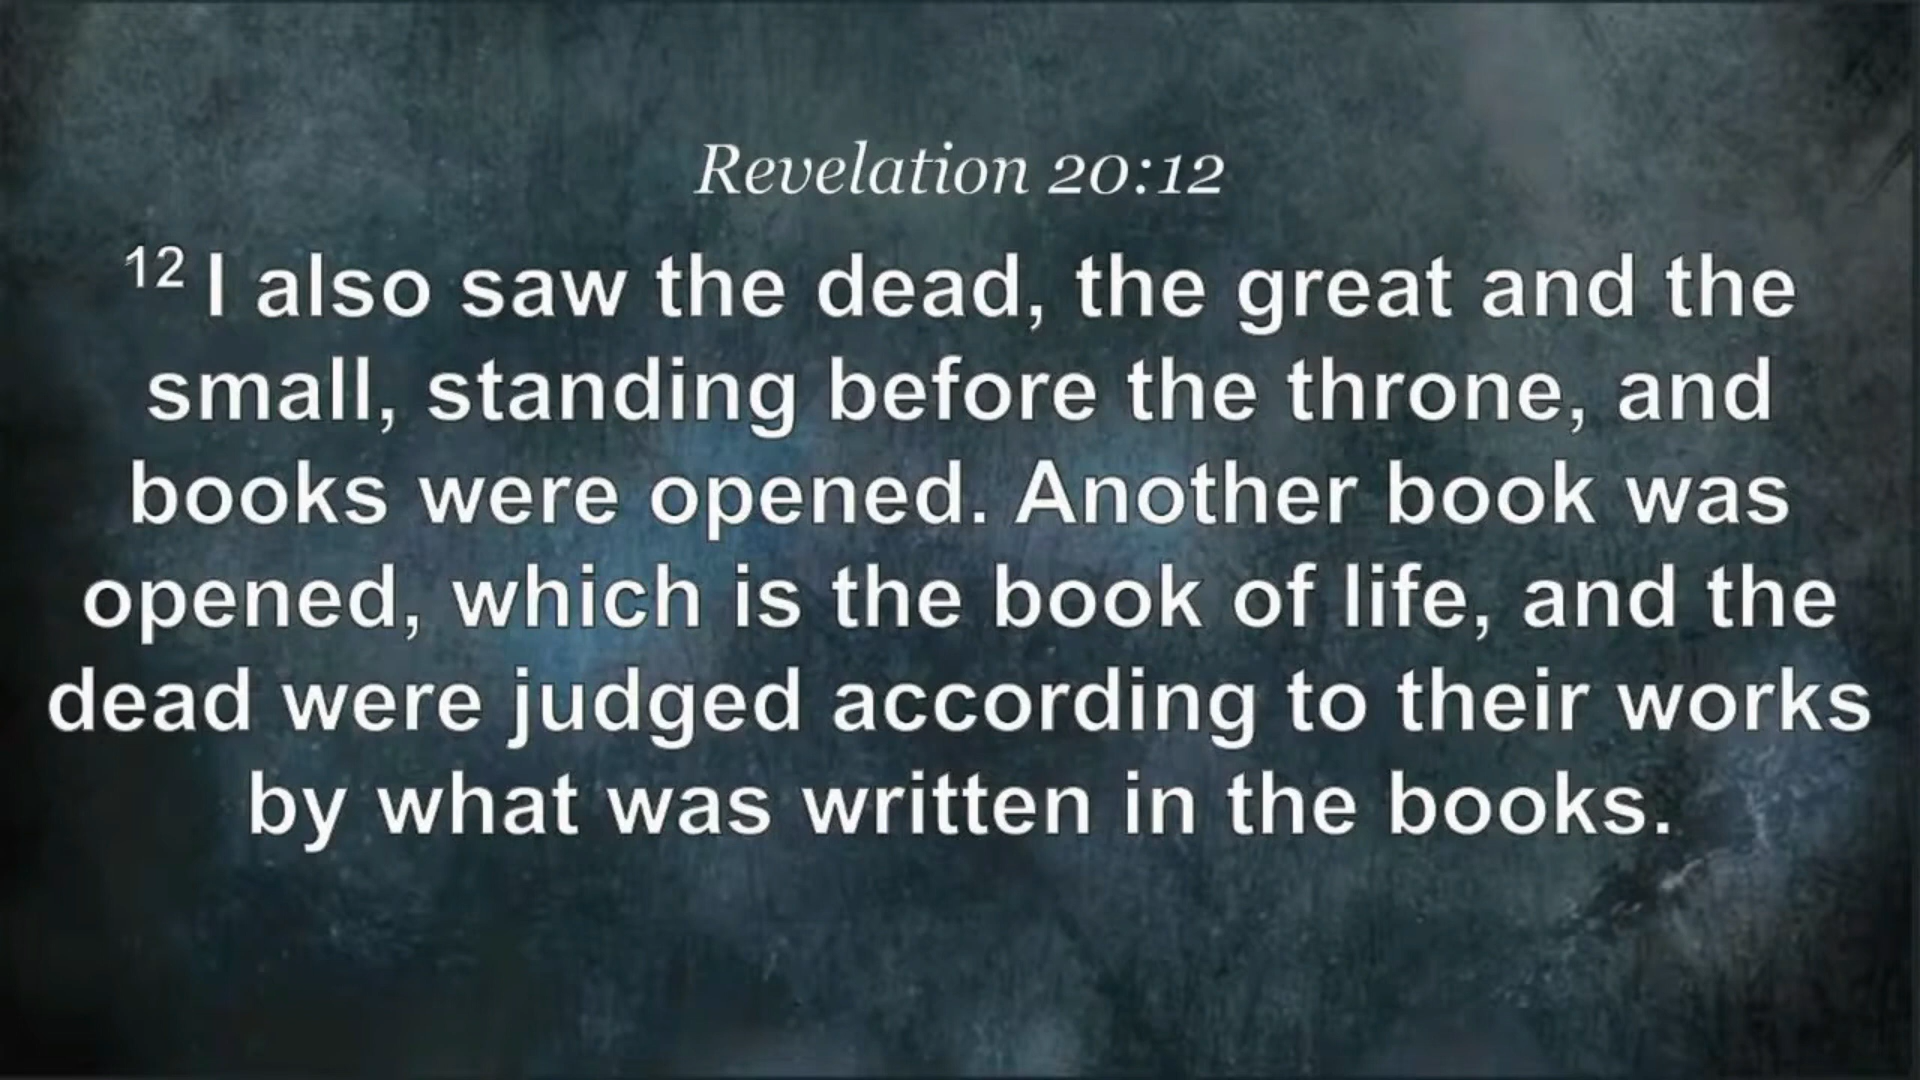 Revelation 20:12
12 I also saw the dead, the great and the
small, standing before the throne, and
books were opened. Another book was
opened, which is the book of life, and the
dead were judged according to their works
by what was written in the books.